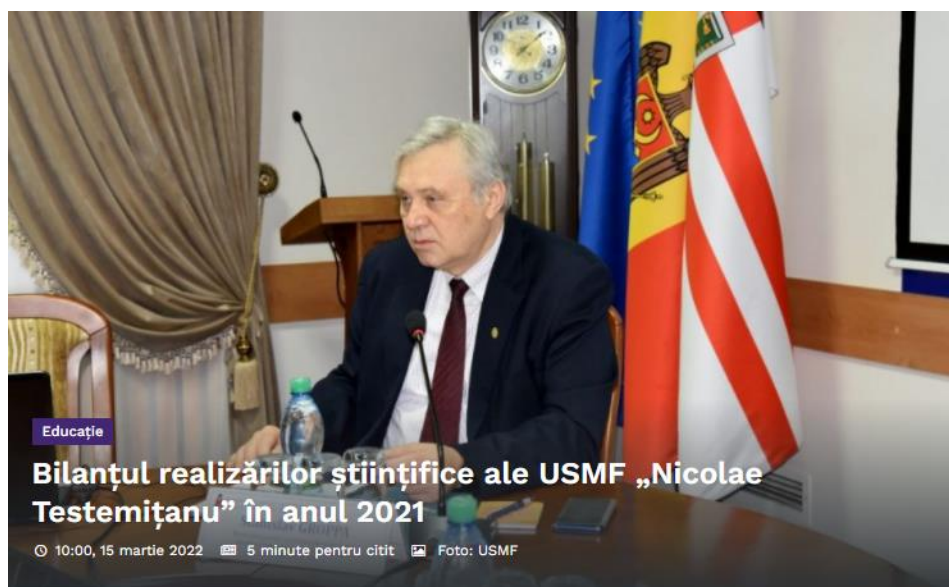 Educație
Bilanțul realizărilor științifice ale USMF „Nicolae
Testemițanu” în anul 2021
10:00, 15 martie 2022 5 minute pentru citit Foto: USMF